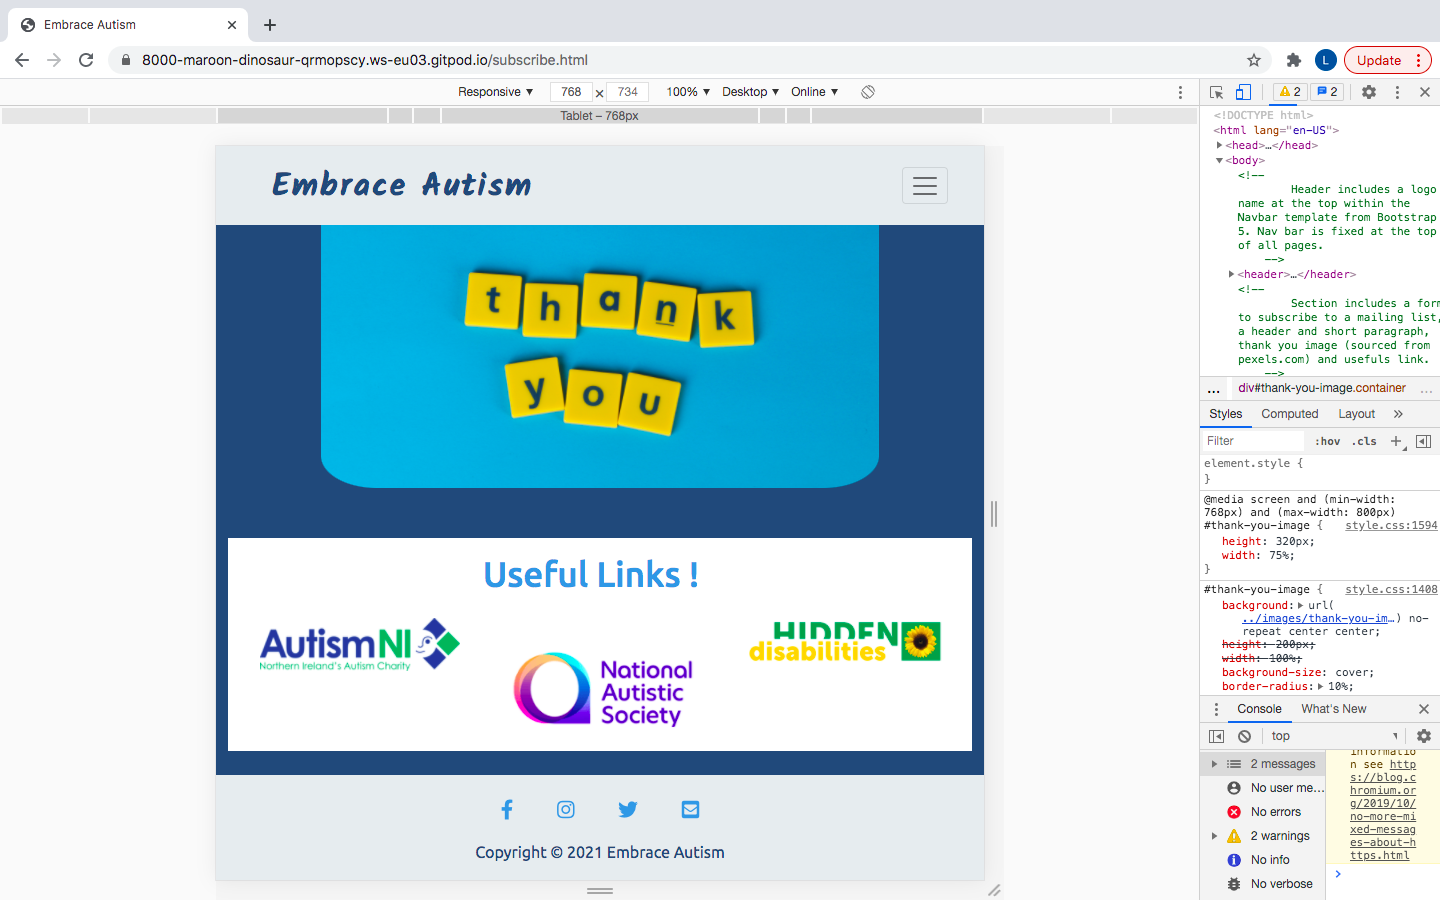 Embrace Autism
8000-maroon-dinosaur-qrmopscy.ws-eu03.gitpod.io/subscribe.html
L
Update
Responsive ▼ 768 × 734 100% ▼ Desktop ▼ Online ▼
2 2
Tablet – 768px
Embrace Autism
thank
you
Useful Links !
AutismNI
Northern Ireland's Autism Charity
HIDDEN
disabilities
National
Autistic
Society
Copyright © 2021 Embrace Autism
<!DOCTYPE html>
<html lang="en-US">
▶<head>…</head>
▼<body>
<!--
Header includes a logo
name at the top within the
Navbar template from Bootstrap
5. Nav bar is fixed at the top
of all pages.
-->
▶<header>…</header>
<!--
Section includes a form
to subscribe to a mailing list,
a header and short paragraph,
thank you image (sourced from
pexels.com) and usefuls link.
-->
… div#thank-you-image.container …
Styles Computed Layout »
Filter :hov .cls +
element.style {
}
@media screen and (min-width:
768px) and (max-width: 800px)
#thank-you-image { style.css:1594
height: 320px;
width: 75%;
}
#thank-you-image { style.css:1408
background: ▶ url(
../images/thank-you-im…) no-
repeat center center;
height: 200px;
width: 100%;
background-size: cover;
border-radius: ▶ 10%;
Console What's New
top ▼
2 messages
No user me…
No errors
2 warnings
No info
No verbose
informatio
n see http
s://blog.c
hromium.or
g/2019/10/
no-more-mi
xed-messag
es-about-h
ttps.html
>